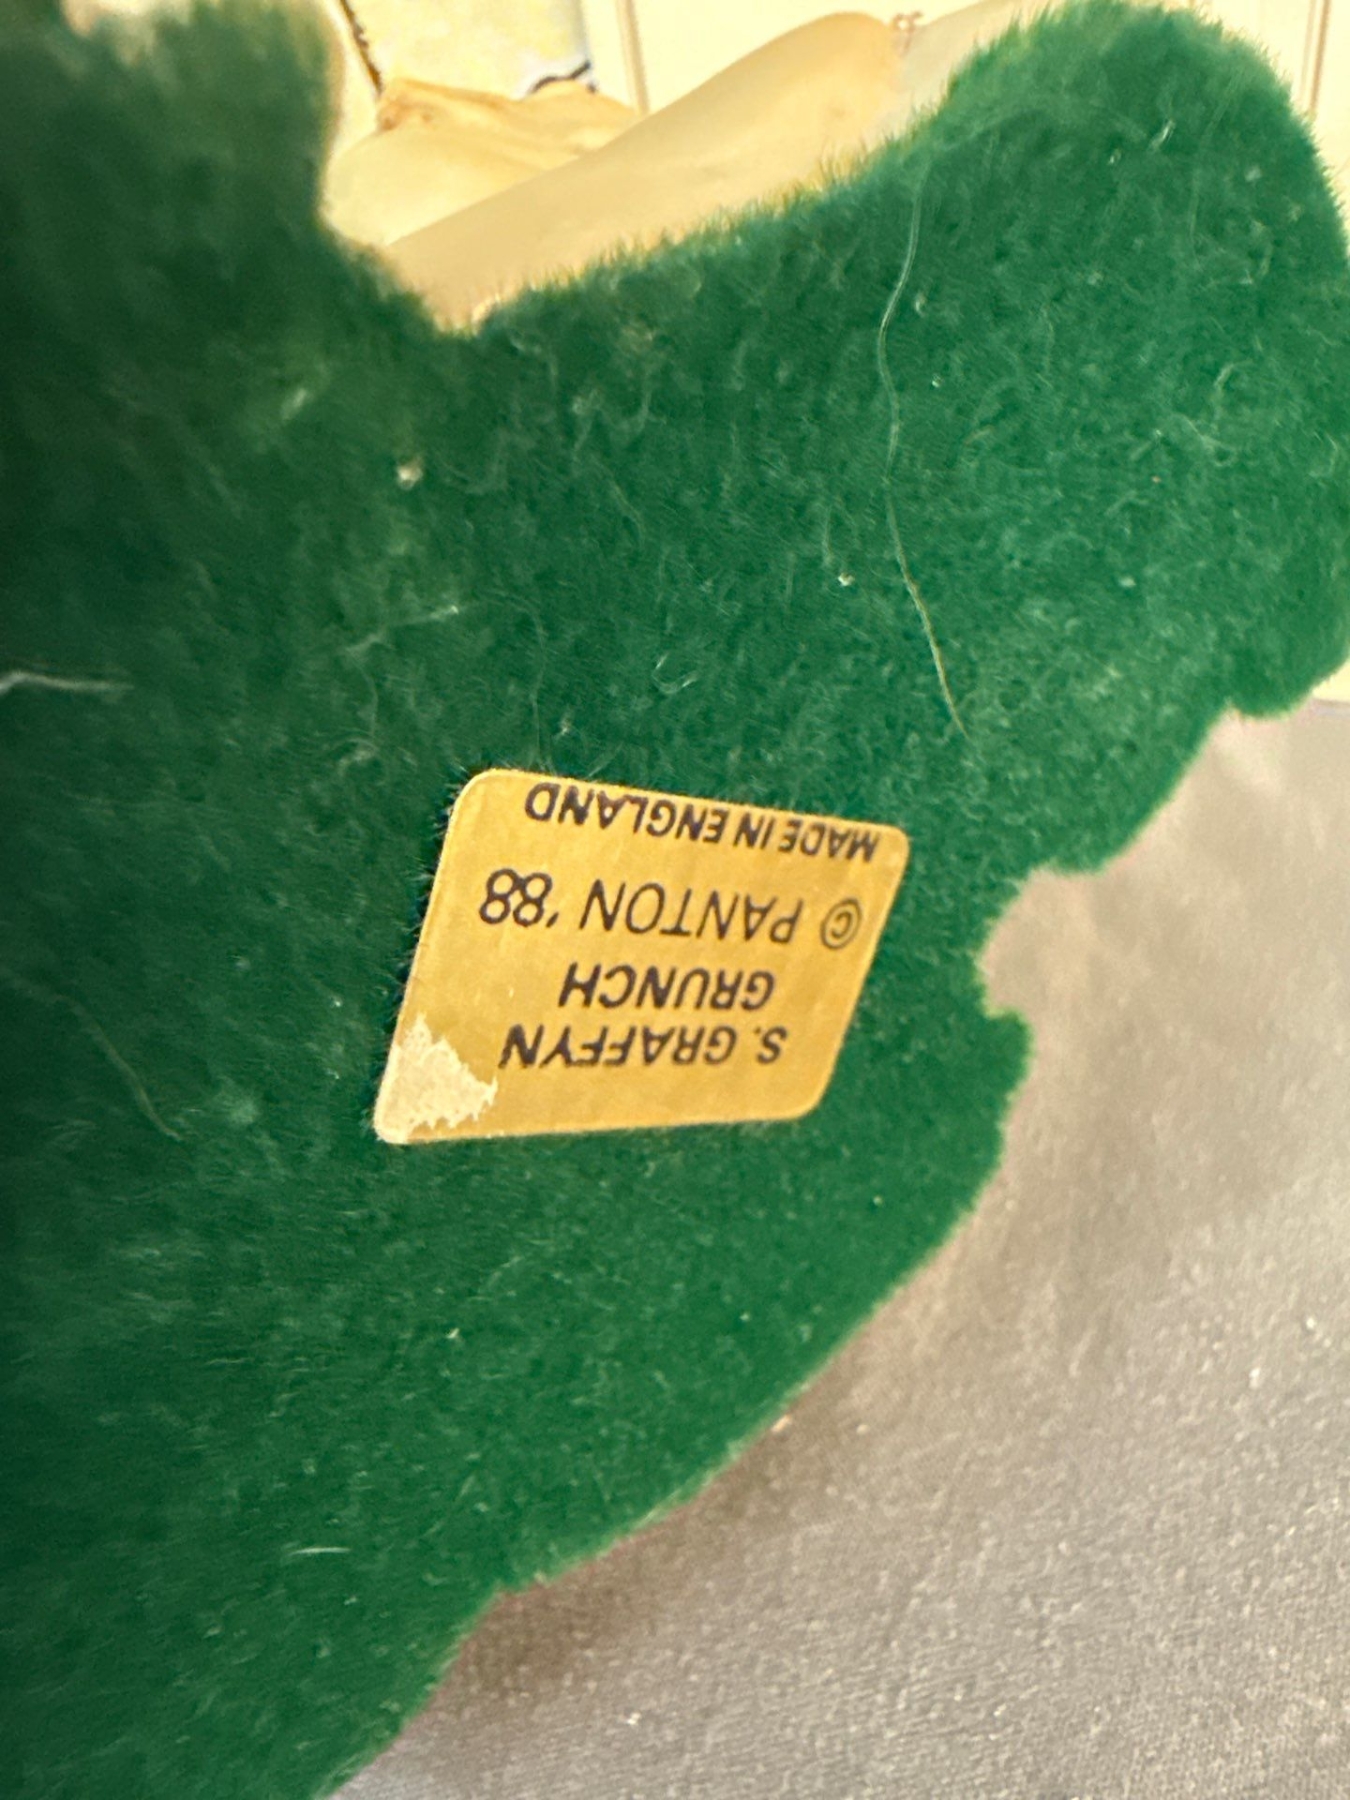 S. GRAFFYN
GRUNCH
© PANTON '88
MADE IN ENGLAND